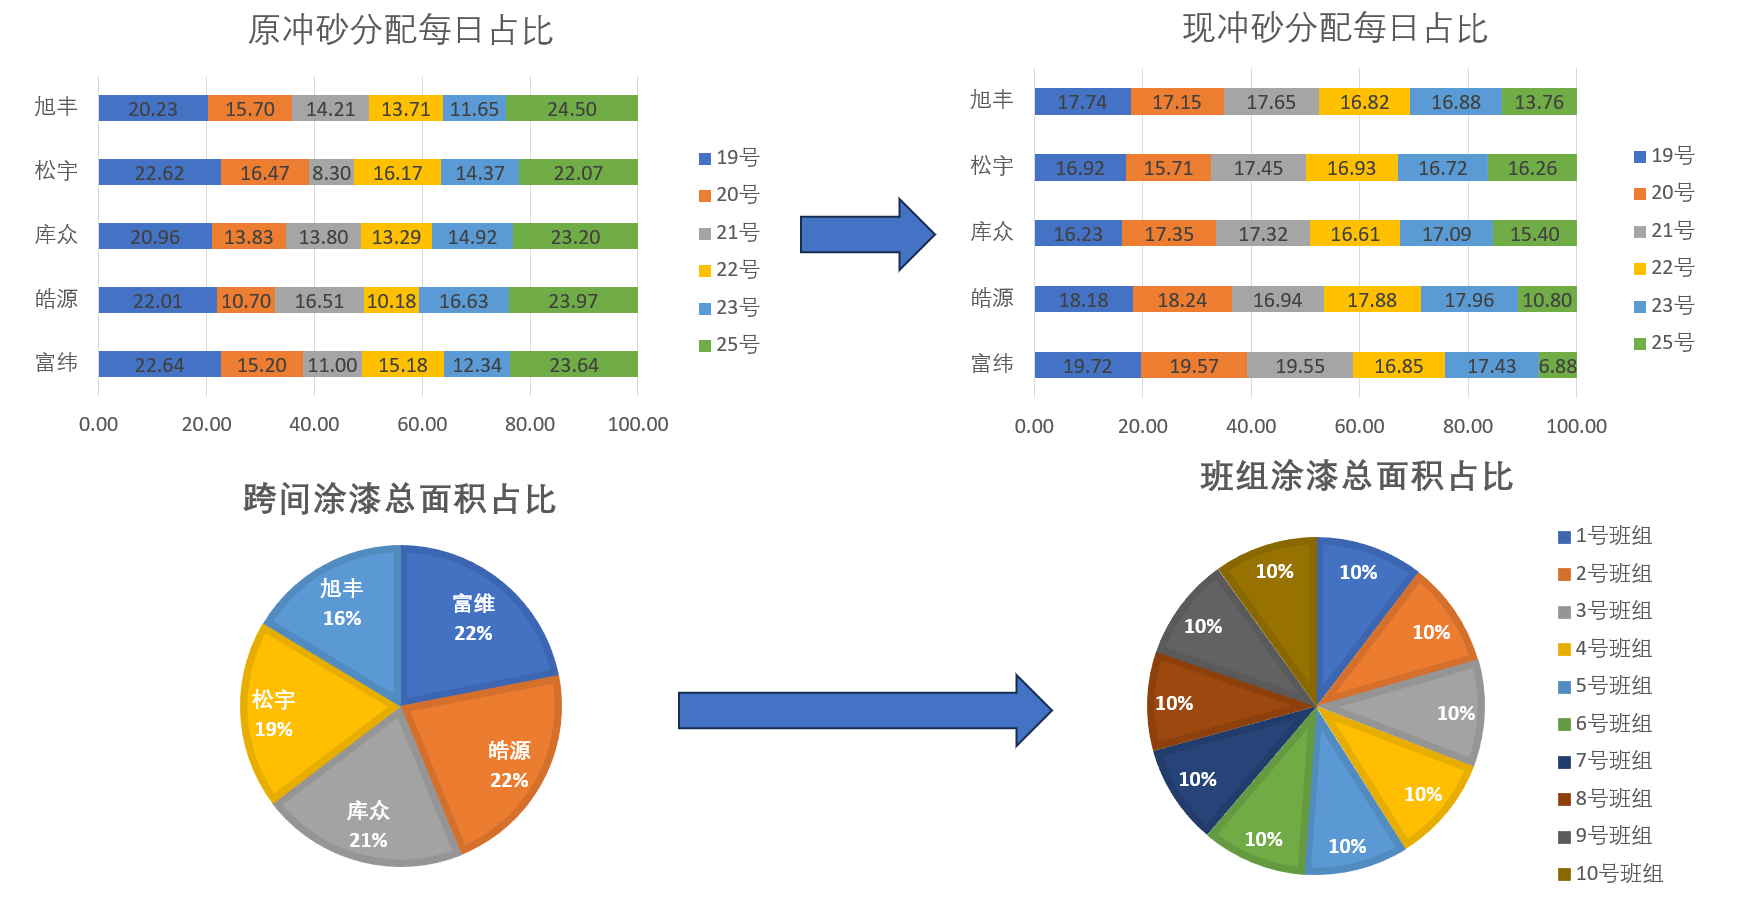 原冲砂分配每日占比
旭丰 20.23 15.70 14.21 13.71 11.65 24.50
松宇 22.62 16.47 8.30 16.17 14.37 22.07
库众 20.96 13.83 13.80 13.29 14.92 23.20
皓源 22.01 10.70 16.51 10.18 16.63 23.97
富纬 22.64 15.20 11.00 15.18 12.34 23.64
0.00 20.00 40.00 60.00 80.00 100.00
19号
20号
21号
22号
23号
25号
现冲砂分配每日占比
旭丰 17.74 17.15 17.65 16.82 16.88 13.76
松宇 16.92 15.71 17.45 16.93 16.72 16.26
库众 16.23 17.35 17.32 16.61 17.09 15.40
皓源 18.18 18.24 16.94 17.88 17.96 10.80
富纬 19.72 19.57 19.55 16.85 17.43 6.88
0.00 20.00 40.00 60.00 80.00 100.00
19号
20号
21号
22号
23号
25号
跨间涂漆总面积占比
富维
22%
皓源
22%
库众
21%
松宇
19%
旭丰
16%
班组涂漆总面积占比
10%
10%
10%
10%
10%
10%
10%
10%
10%
10%
1号班组
2号班组
3号班组
4号班组
5号班组
6号班组
7号班组
8号班组
9号班组
10号班组